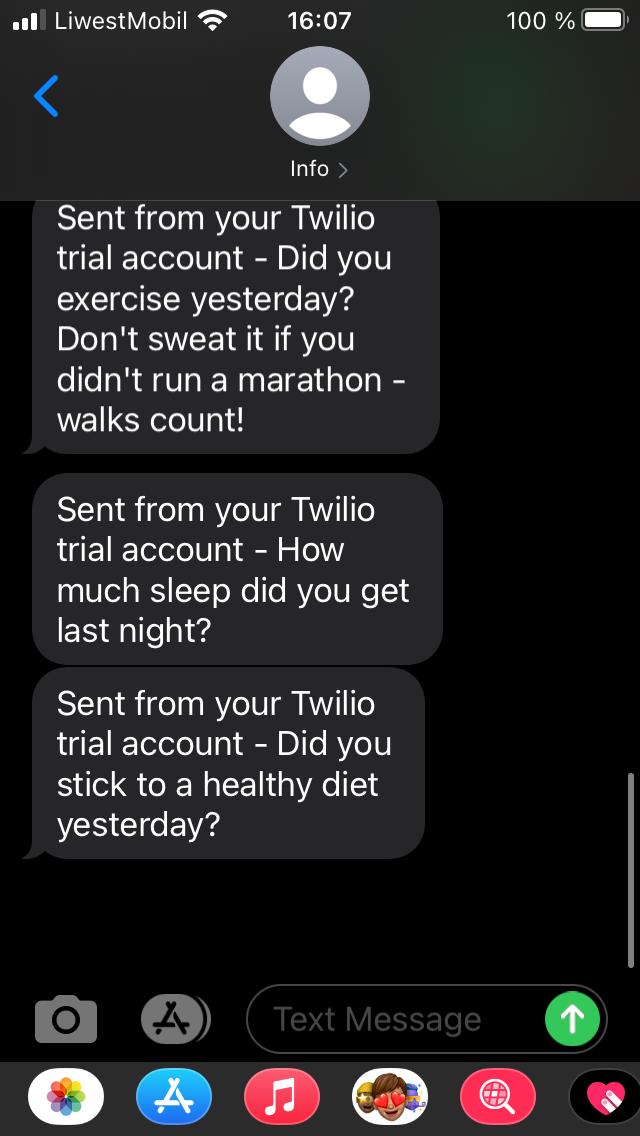 LiwestMobil 16:07 100 %
Info
Sent from your Twilio
trial account - Did you
exercise yesterday?
Don't sweat it if you
didn't run a marathon -
walks count!
Sent from your Twilio
trial account - How
much sleep did you get
last night?
Sent from your Twilio
trial account - Did you
stick to a healthy diet
yesterday?
Text Message